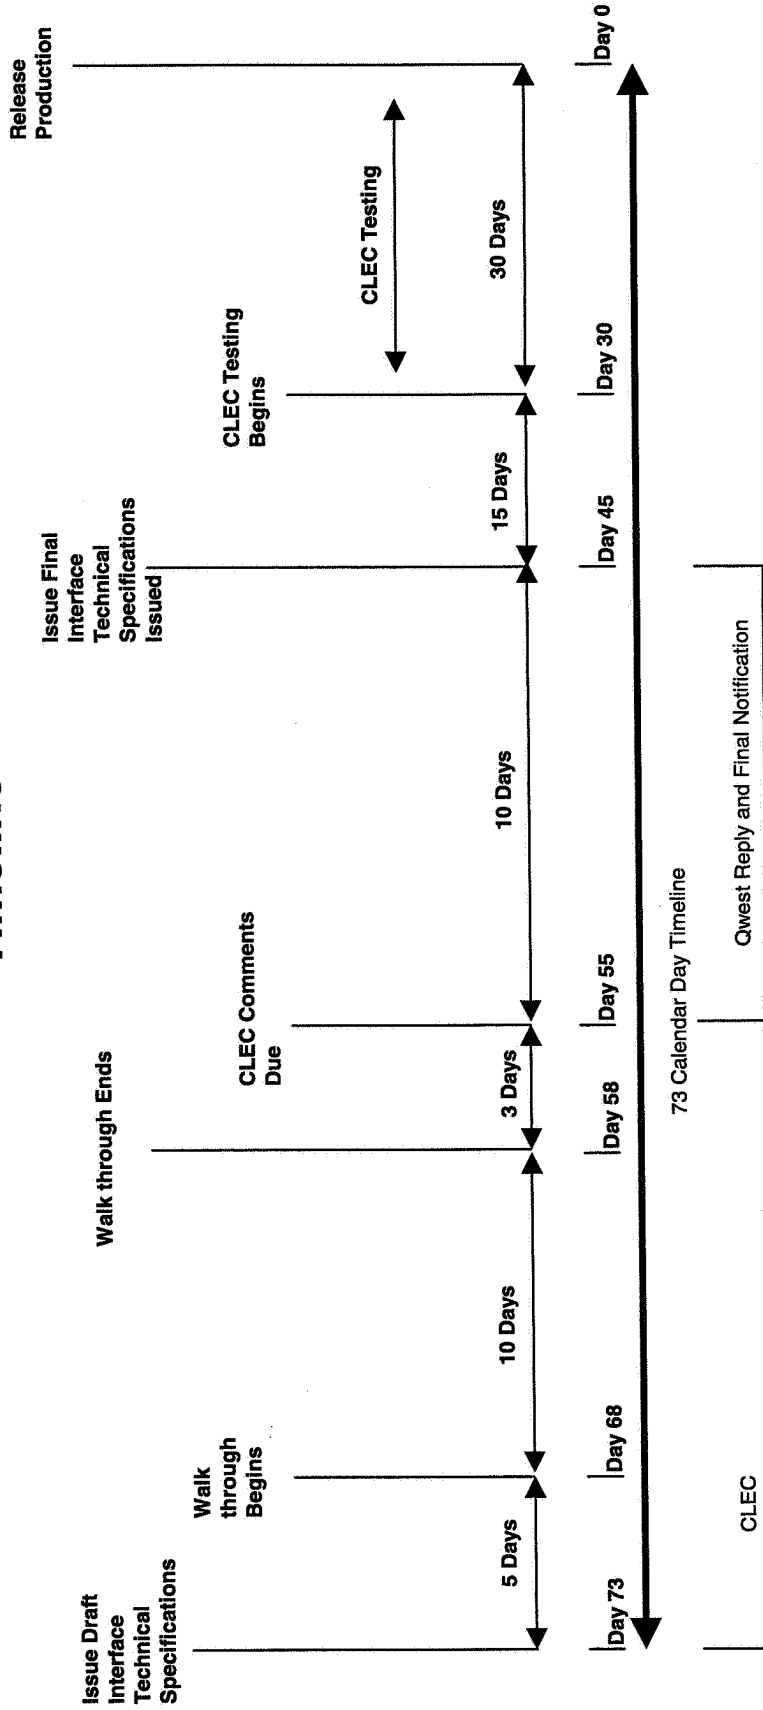 Issue Draft
Interface
Technical
Specifications
Walk
through
Begins
Walk through Ends
CLEC Comments
Due
Issue Final
Interface
Technical
Specifications
Issued
CLEC Testing
Begins
CLEC Testing
Release
Production
5 Days
10 Days
3 Days
10 Days
15 Days
30 Days
Day 73
Day 68
Day 58
Day 55
Day 45
Day 30
Day 0
73 Calendar Day Timeline
CLEC
Qwest Reply and Final Notification